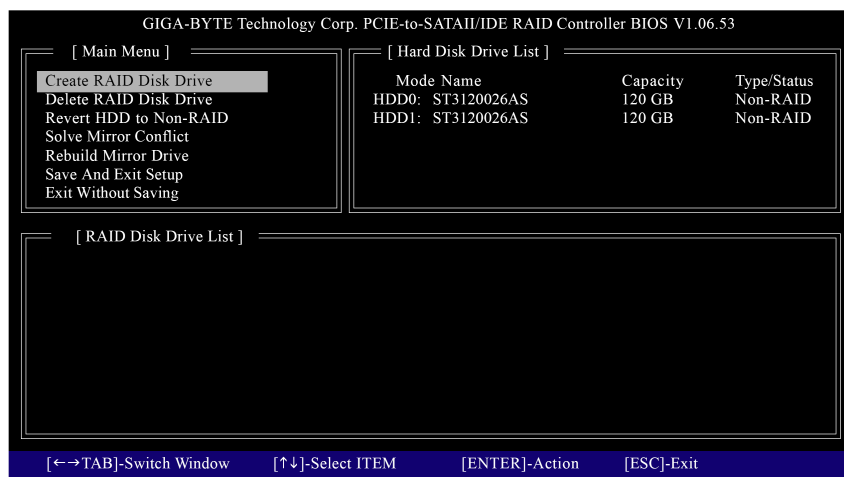 GIGA-BYTE Technology Corp. PCIE-to-SATAII/IDE RAID Controller BIOS V1.06.53
[ Main Menu ]
Create RAID Disk Drive
Delete RAID Disk Drive
Revert HDD to Non-RAID
Solve Mirror Conflict
Rebuild Mirror Drive
Save And Exit Setup
Exit Without Saving
[ Hard Disk Drive List ]
Mode Name Capacity Type/Status
HDD0: ST3120026AS 120 GB Non-RAID
HDD1: ST3120026AS 120 GB Non-RAID
[ RAID Disk Drive List ]
[←→TAB]-Switch Window [↑↓]-Select ITEM [ENTER]-Action [ESC]-Exit